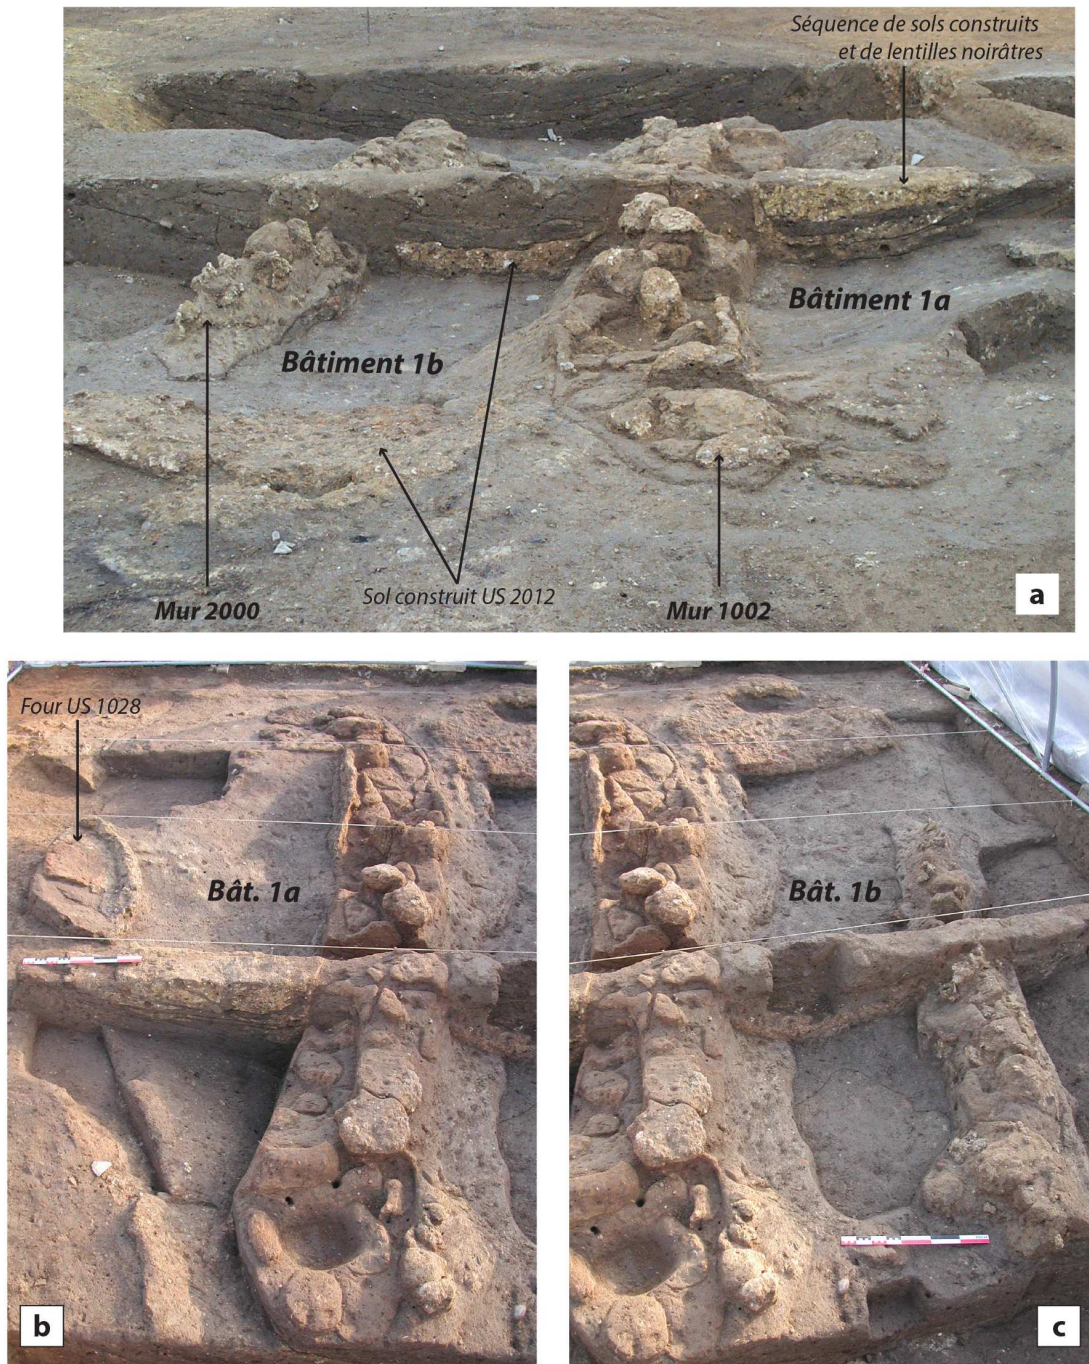 Séquence de sols construits
et de lentilles noirâtres
Bâtiment 1a
Bâtiment 1b
Sol construit US 2012
Mur 2000
Mur 1002
a
Four US 1028
Bât. 1a
b
Bât. 1b
c